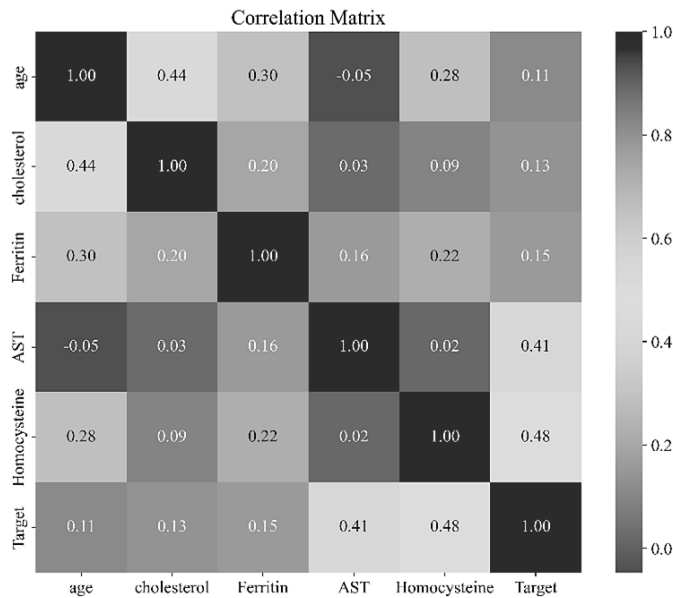 Correlation Matrix
age 1.00 0.44 0.30 -0.05 0.28 0.11
cholesterol 0.44 1.00 0.20 0.03 0.09 0.13
Ferritin 0.30 0.20 1.00 0.16 0.22 0.15
AST -0.05 0.03 0.16 1.00 0.02 0.41
Homocysteine 0.28 0.09 0.22 0.02 1.00 0.48
Target 0.11 0.13 0.15 0.41 0.48 1.00
age cholesterol Ferritin AST Homocysteine Target
1.0
0.8
0.6
0.4
0.2
0.0